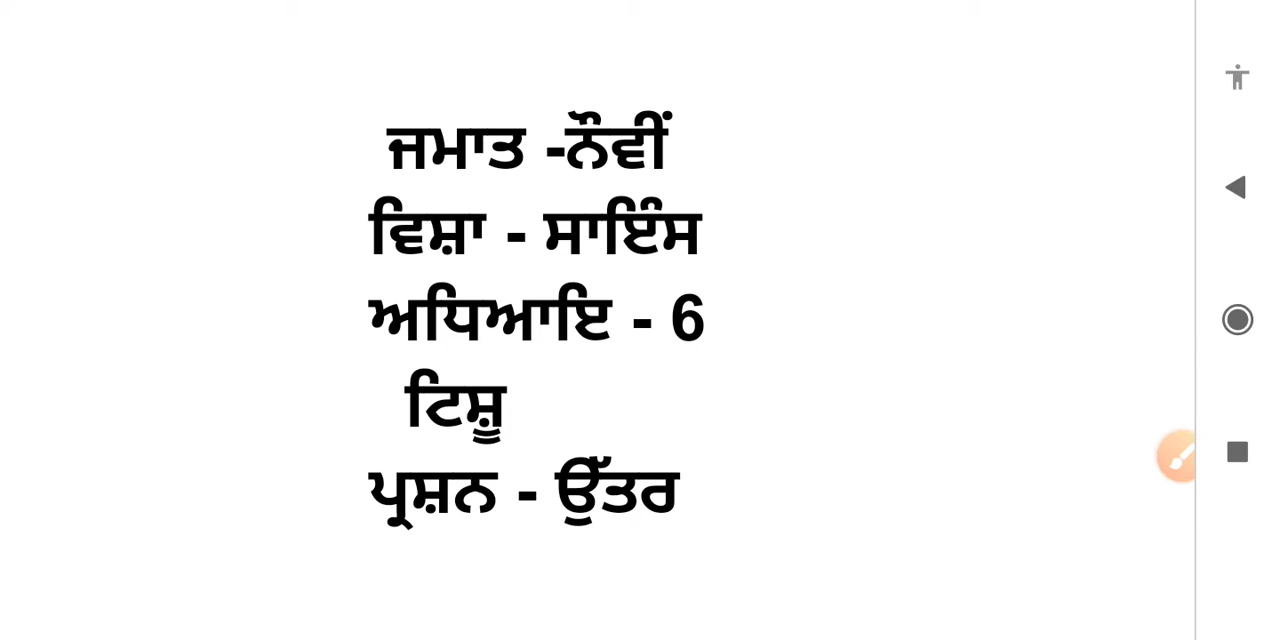 ਜਮਾਤ -ਨੌਵੀਂ
ਵਿਸ਼ਾ - ਸਾਇੰਸ
ਅਧਿਆਇ - 6
ਟਿਸ਼ੂ
ਪ੍ਰਸ਼ਨ - ਉੱਤਰ